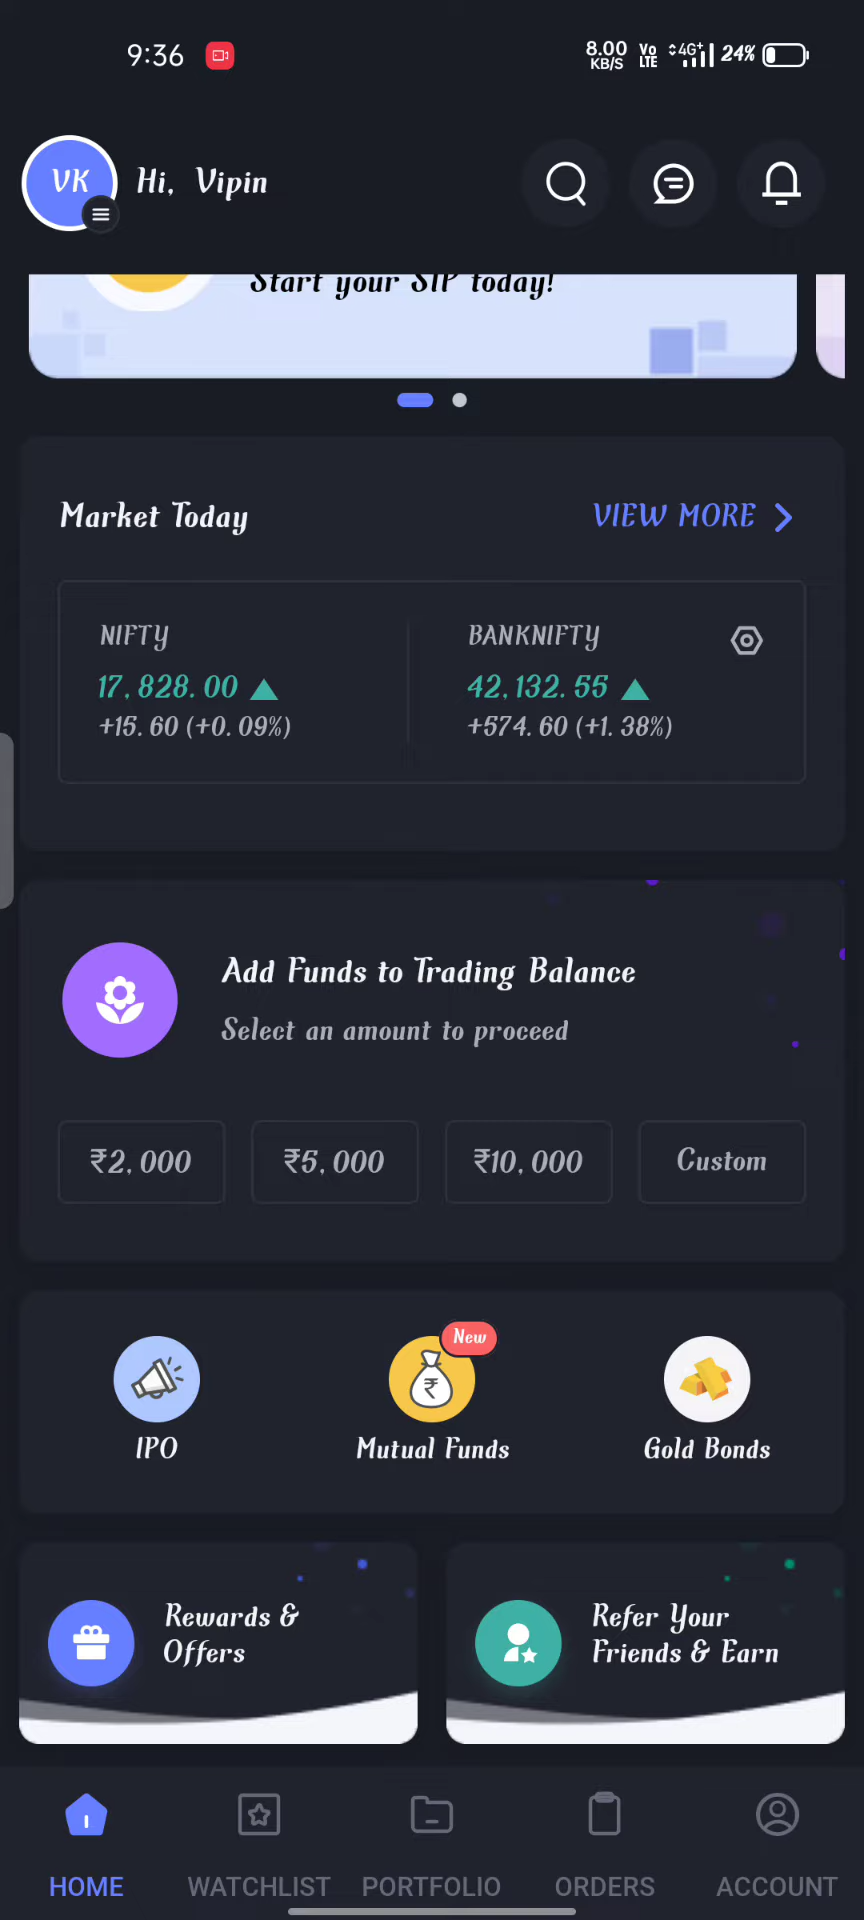 9:36 8.00 KB/S Vo LTE 4G+ 24%
VK Hi, Vipin
Start your SIP today!
Market Today VIEW MORE
NIFTY BANKNIFTY
17,828.00 42,132.55
+15.60 (+0.09%) +574.60 (+1.38%)
Add Funds to Trading Balance
Select an amount to proceed
₹2,000 ₹5,000 ₹10,000 Custom
New
IPO Mutual Funds Gold Bonds
Rewards &
Offers
Refer Your
Friends & Earn
HOME WATCHLIST PORTFOLIO ORDERS ACCOUNT